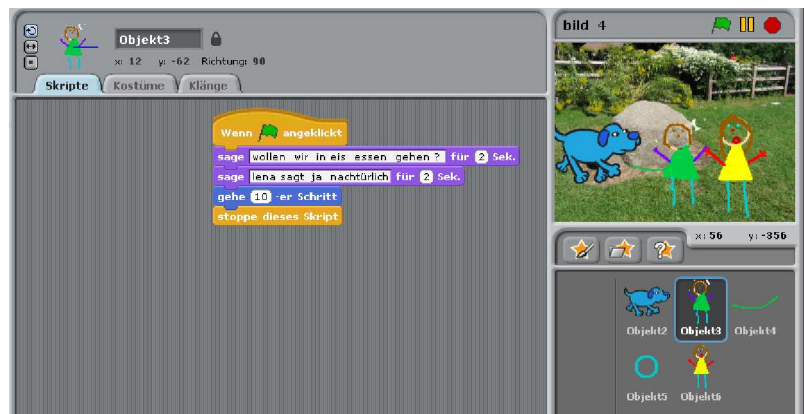 Objekt3
x: 12 y: -62 Richtung: 90
Skripte Kostüme Klänge
Wenn angeklickt
sage wollen wir in eis essen gehen ? für 2 Sek.
sage lena sagt ja nachtürlich für 2 Sek.
gehe 10 -er Schritt
stoppe dieses Skript
bild 4
x: 56 y: -356
Objekt2 Objekt3 Objekt4
Objekt5 Objekt6